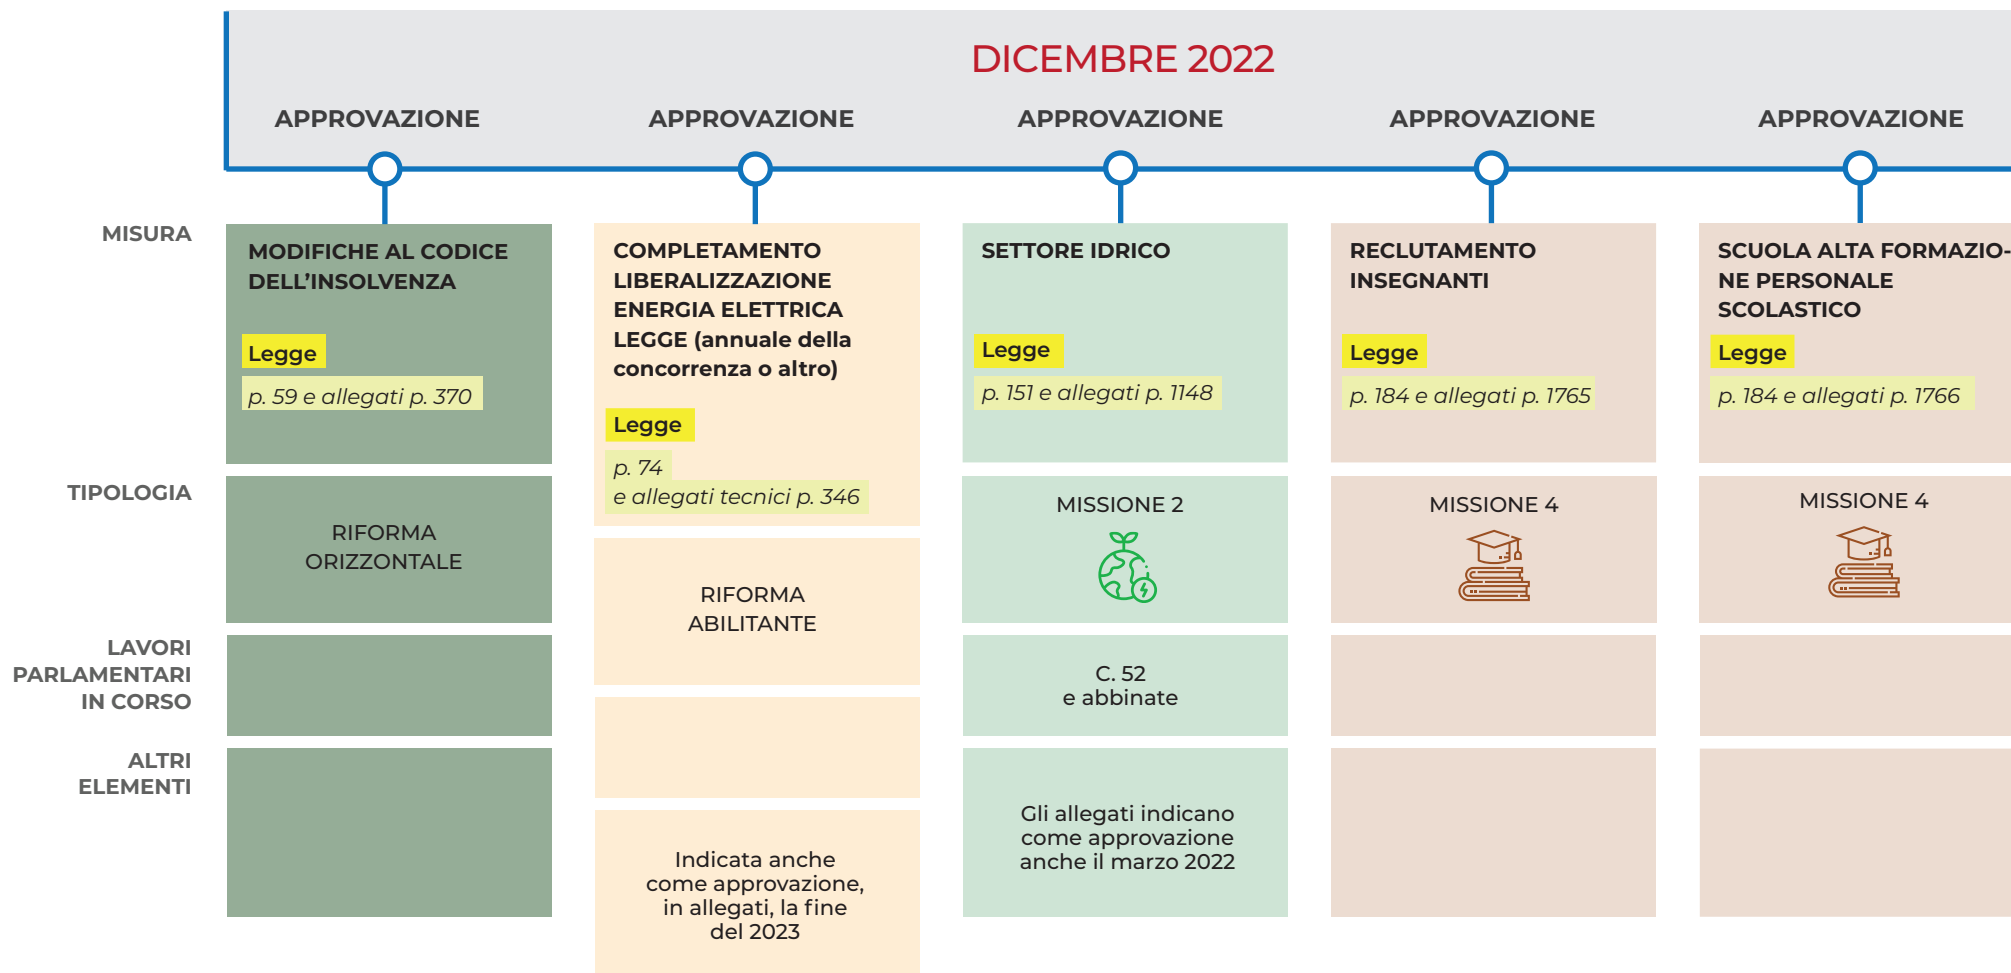 DICEMBRE 2022
APPROVAZIONE
APPROVAZIONE
APPROVAZIONE
APPROVAZIONE
APPROVAZIONE
MISURA
MODIFICHE AL CODICE
DELL’INSOLVENZA
Legge
p. 59 e allegati p. 370
COMPLETAMENTO
LIBERALIZZAZIONE
ENERGIA ELETTRICA
LEGGE (annuale della
concorrenza o altro)
Legge
p. 74
e allegati tecnici p. 346
SETTORE IDRICO
Legge
p. 151 e allegati p. 1148
RECLUTAMENTO
INSEGNANTI
Legge
p. 184 e allegati p. 1765
SCUOLA ALTA FORMAZIO-
NE PERSONALE
SCOLASTICO
Legge
p. 184 e allegati p. 1766
TIPOLOGIA
RIFORMA
ORIZZONTALE
RIFORMA
ABILITANTE
MISSIONE 2
MISSIONE 4
MISSIONE 4
LAVORI
PARLAMENTARI
IN CORSO
C. 52
e abbinate
ALTRI
ELEMENTI
Indicata anche
come approvazione,
in allegati, la fine
del 2023
Gli allegati indicano
come approvazione
anche il marzo 2022